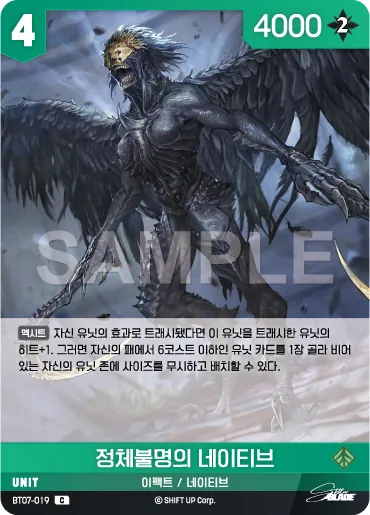 4
4000
2
SAMPLE
엑시트 자신 유닛의 효과로 트래시됐다면 이 유닛을 트래시한 유닛의
히트+1. 그러면 자신의 패에서 6코스트 이하인 유닛 카드를 1장 골라 비어
있는 자신의 유닛 존에 사이즈를 무시하고 배치할 수 있다.
정체불명의 네이티브
UNIT
이펙트 / 네이티브
BT07-019 C
© SHIFT UP Corp.
Stellar BLADE